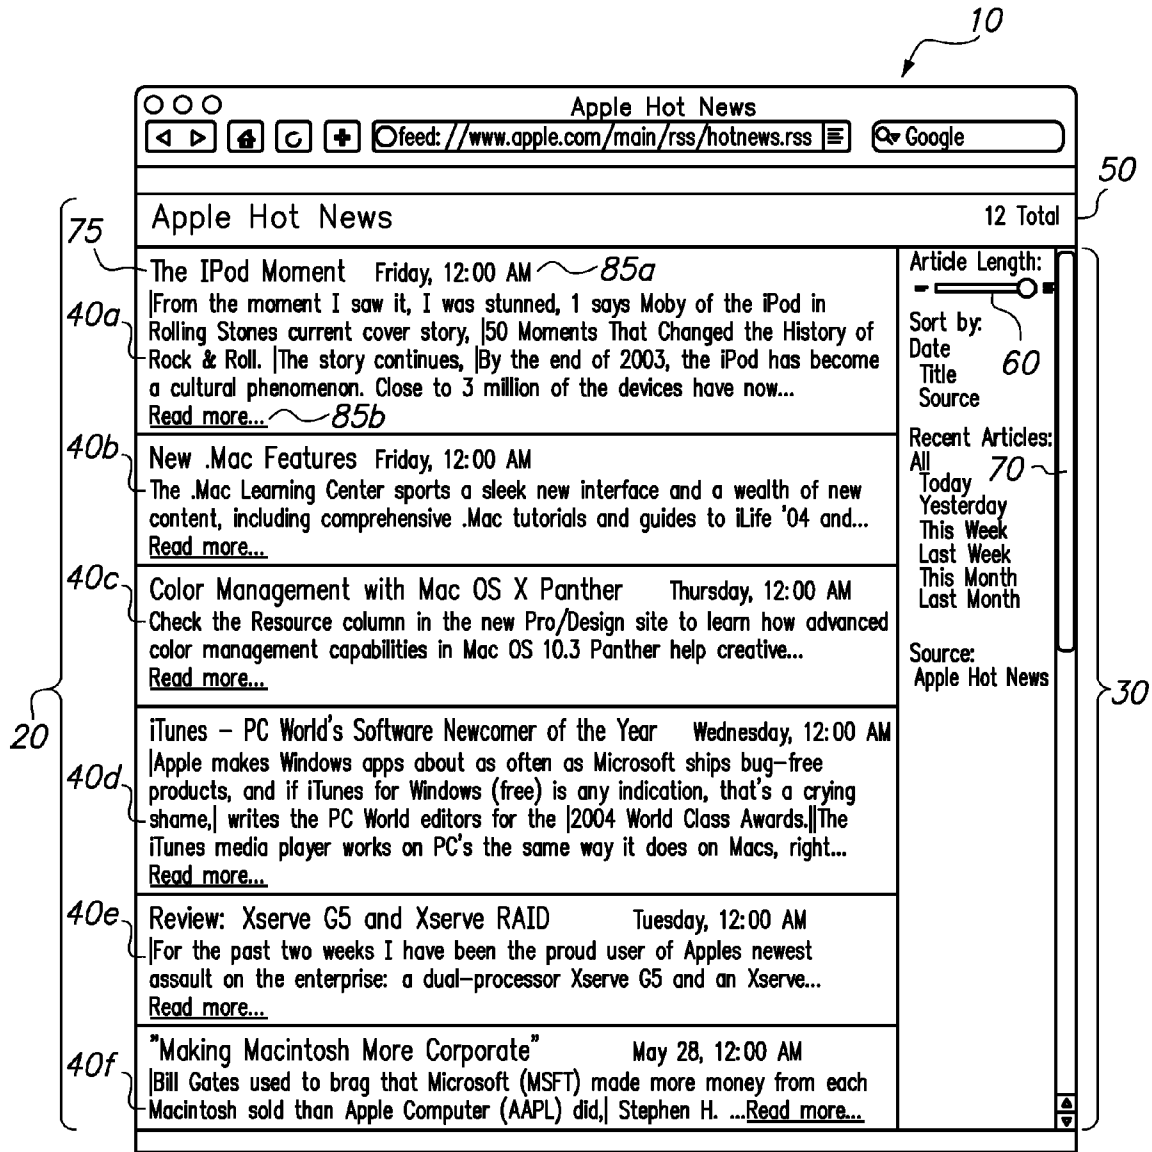 10
Apple Hot News
feed://www.apple.com/main/rss/hotnews.rss
Google
50
Apple Hot News
12 Total
75
The IPod Moment Friday, 12:00 AM
85a
40a
|From the moment I saw it, I was stunned, 1 says Moby of the iPod in
Rolling Stones current cover story, |50 Moments That Changed the History of
Rock & Roll. |The story continues, |By the end of 2003, the iPod has become
a cultural phenomenon. Close to 3 million of the devices have now...
Read more...
85b
40b
New .Mac Features Friday, 12:00 AM
The .Mac Learning Center sports a sleek new interface and a wealth of new
content, including comprehensive .Mac tutorials and guides to iLife '04 and...
Read more...
40c
Color Management with Mac OS X Panther Thursday, 12:00 AM
Check the Resource column in the new Pro/Design site to learn how advanced
color management capabilities in Mac OS 10.3 Panther help creative...
Read more...
20
40d
iTunes – PC World's Software Newcomer of the Year Wednesday, 12:00 AM
|Apple makes Windows apps about as often as Microsoft ships bug–free
products, and if iTunes for Windows (free) is any indication, that's a crying
shame,| writes the PC World editors for the |2004 World Class Awards.||The
iTunes media player works on PC's the same way it does on Macs, right...
Read more...
40e
Review: Xserve G5 and Xserve RAID Tuesday, 12:00 AM
|For the past two weeks I have been the proud user of Apples newest
assault on the enterprise: a dual–processor Xserve G5 and an Xserve...
Read more...
40f
"Making Macintosh More Corporate" May 28, 12:00 AM
|Bill Gates used to brag that Microsoft (MSFT) made more money from each
Macintosh sold than Apple Computer (AAPL) did,| Stephen H. ...Read more...
Article Length:
60
Sort by:
Date
Title
Source
Recent Articles:
All
70
Today
Yesterday
This Week
Last Week
This Month
Last Month
Source:
Apple Hot News
30